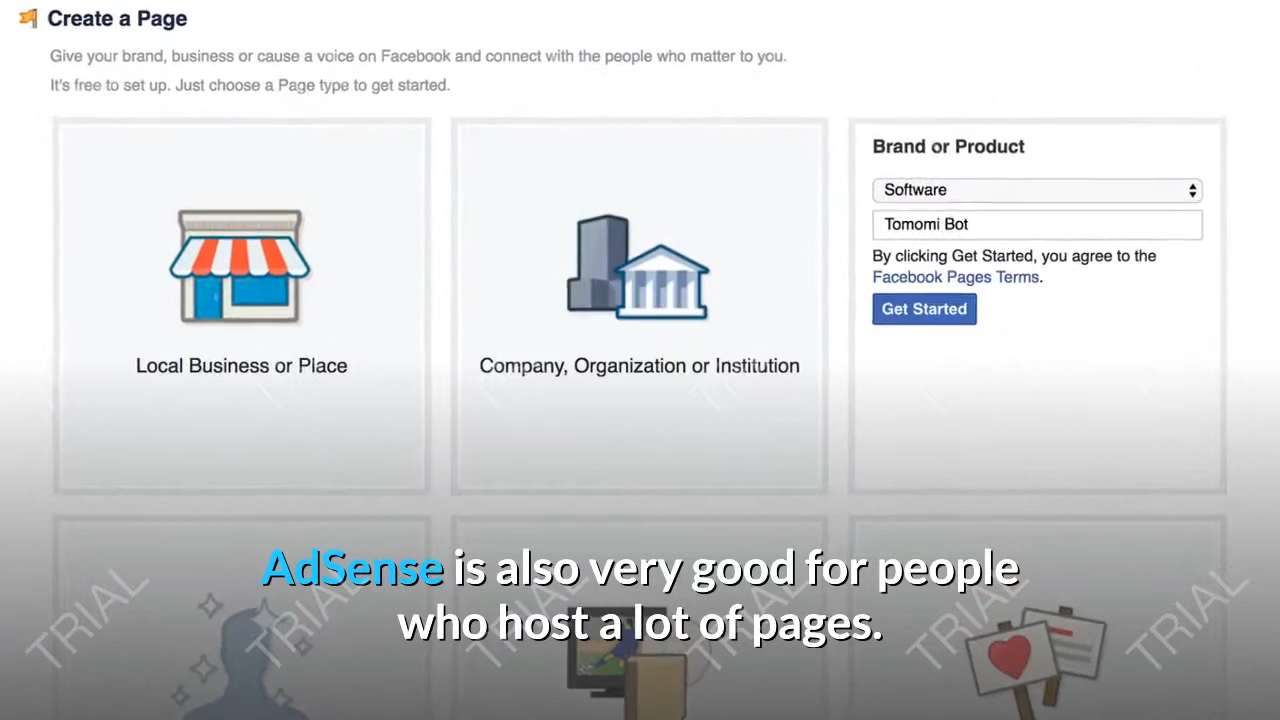 Create a Page
Give your brand, business or cause a voice on Facebook and connect with the people who matter to you.
It's free to set up. Just choose a Page type to get started.
Brand or Product
Software
Tomomi Bot
By clicking Get Started, you agree to the
Facebook Pages Terms.
Get Started
Local Business or Place
Company, Organization or Institution
AdSense is also very good for people
who host a lot of pages.
TRIAL
TRIAL
TRIAL
TRIAL
TRIAL
TRIAL